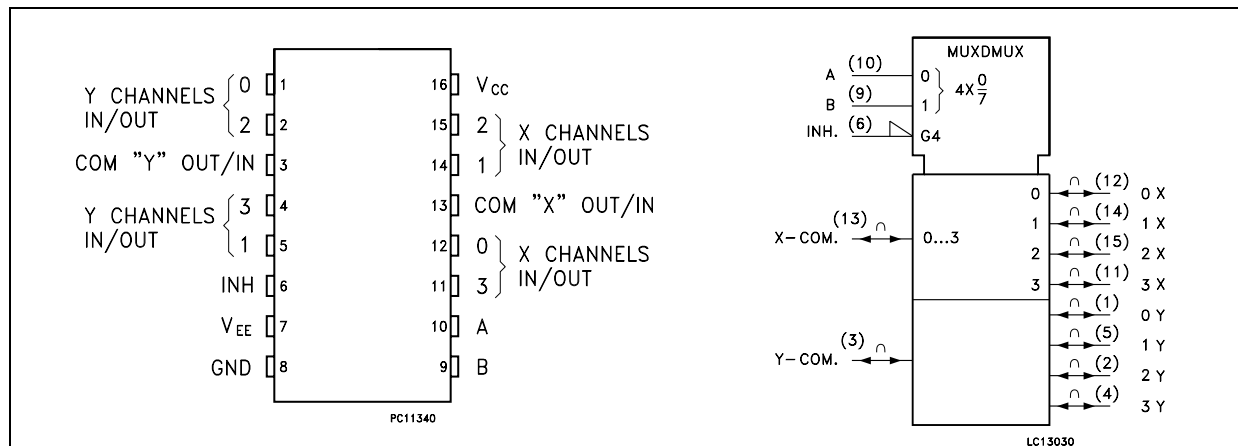 Y CHANNELS
IN/OUT
0
2
COM "Y" OUT/IN
Y CHANNELS
IN/OUT
3
1
INH
VEE
GND
1
2
3
4
5
6
7
8
16
15
14
13
12
11
10
9
VCC
2
1
X CHANNELS
IN/OUT
COM "X" OUT/IN
0
3
X CHANNELS
IN/OUT
A
B
PC11340
MUXDMUX
A (10) 0
B (9) 1
4X 0/7
INH. (6) G4
X-COM. (13) ∩ 0...3
0 ∩ (12) 0 X
1 ∩ (14) 1 X
2 ∩ (15) 2 X
3 ∩ (11) 3 X
Y-COM. (3) ∩
∩ (1) 0 Y
∩ (5) 1 Y
∩ (2) 2 Y
∩ (4) 3 Y
LC13030